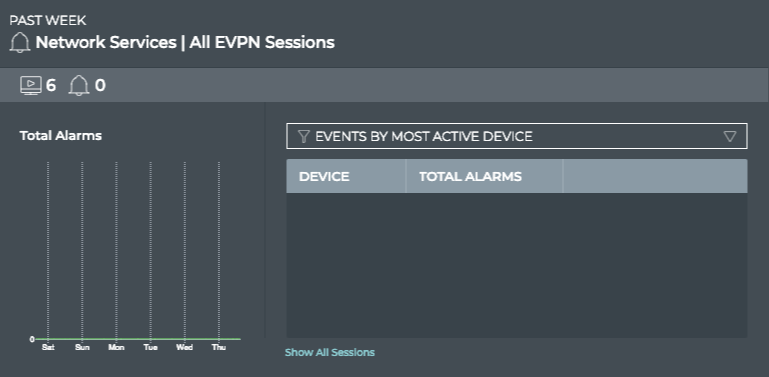 PAST WEEK
Network Services | All EVPN Sessions
6 0
Total Alarms
EVENTS BY MOST ACTIVE DEVICE
DEVICE TOTAL ALARMS
0
Sat Sun Mon Tue Wed Thu
Show All Sessions